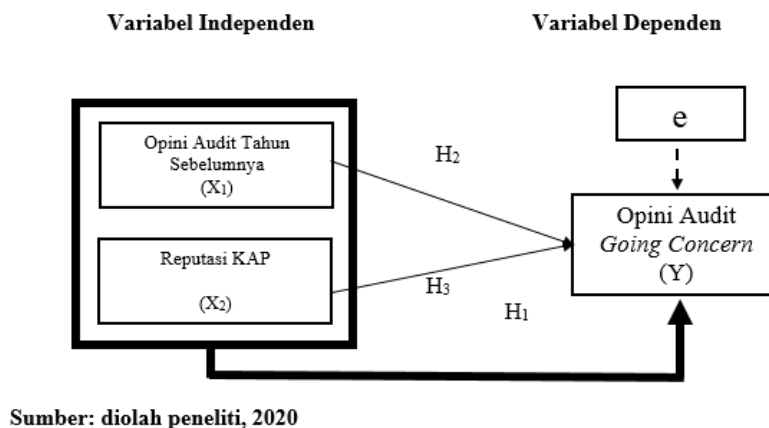 Variabel Independen
Variabel Dependen
e
Opini Audit Tahun
Sebelumnya
(X₁)
H₂
Opini Audit
Going Concern
(Y)
Reputasi KAP
(X₂)
H₃
H₁
Sumber: diolah peneliti, 2020